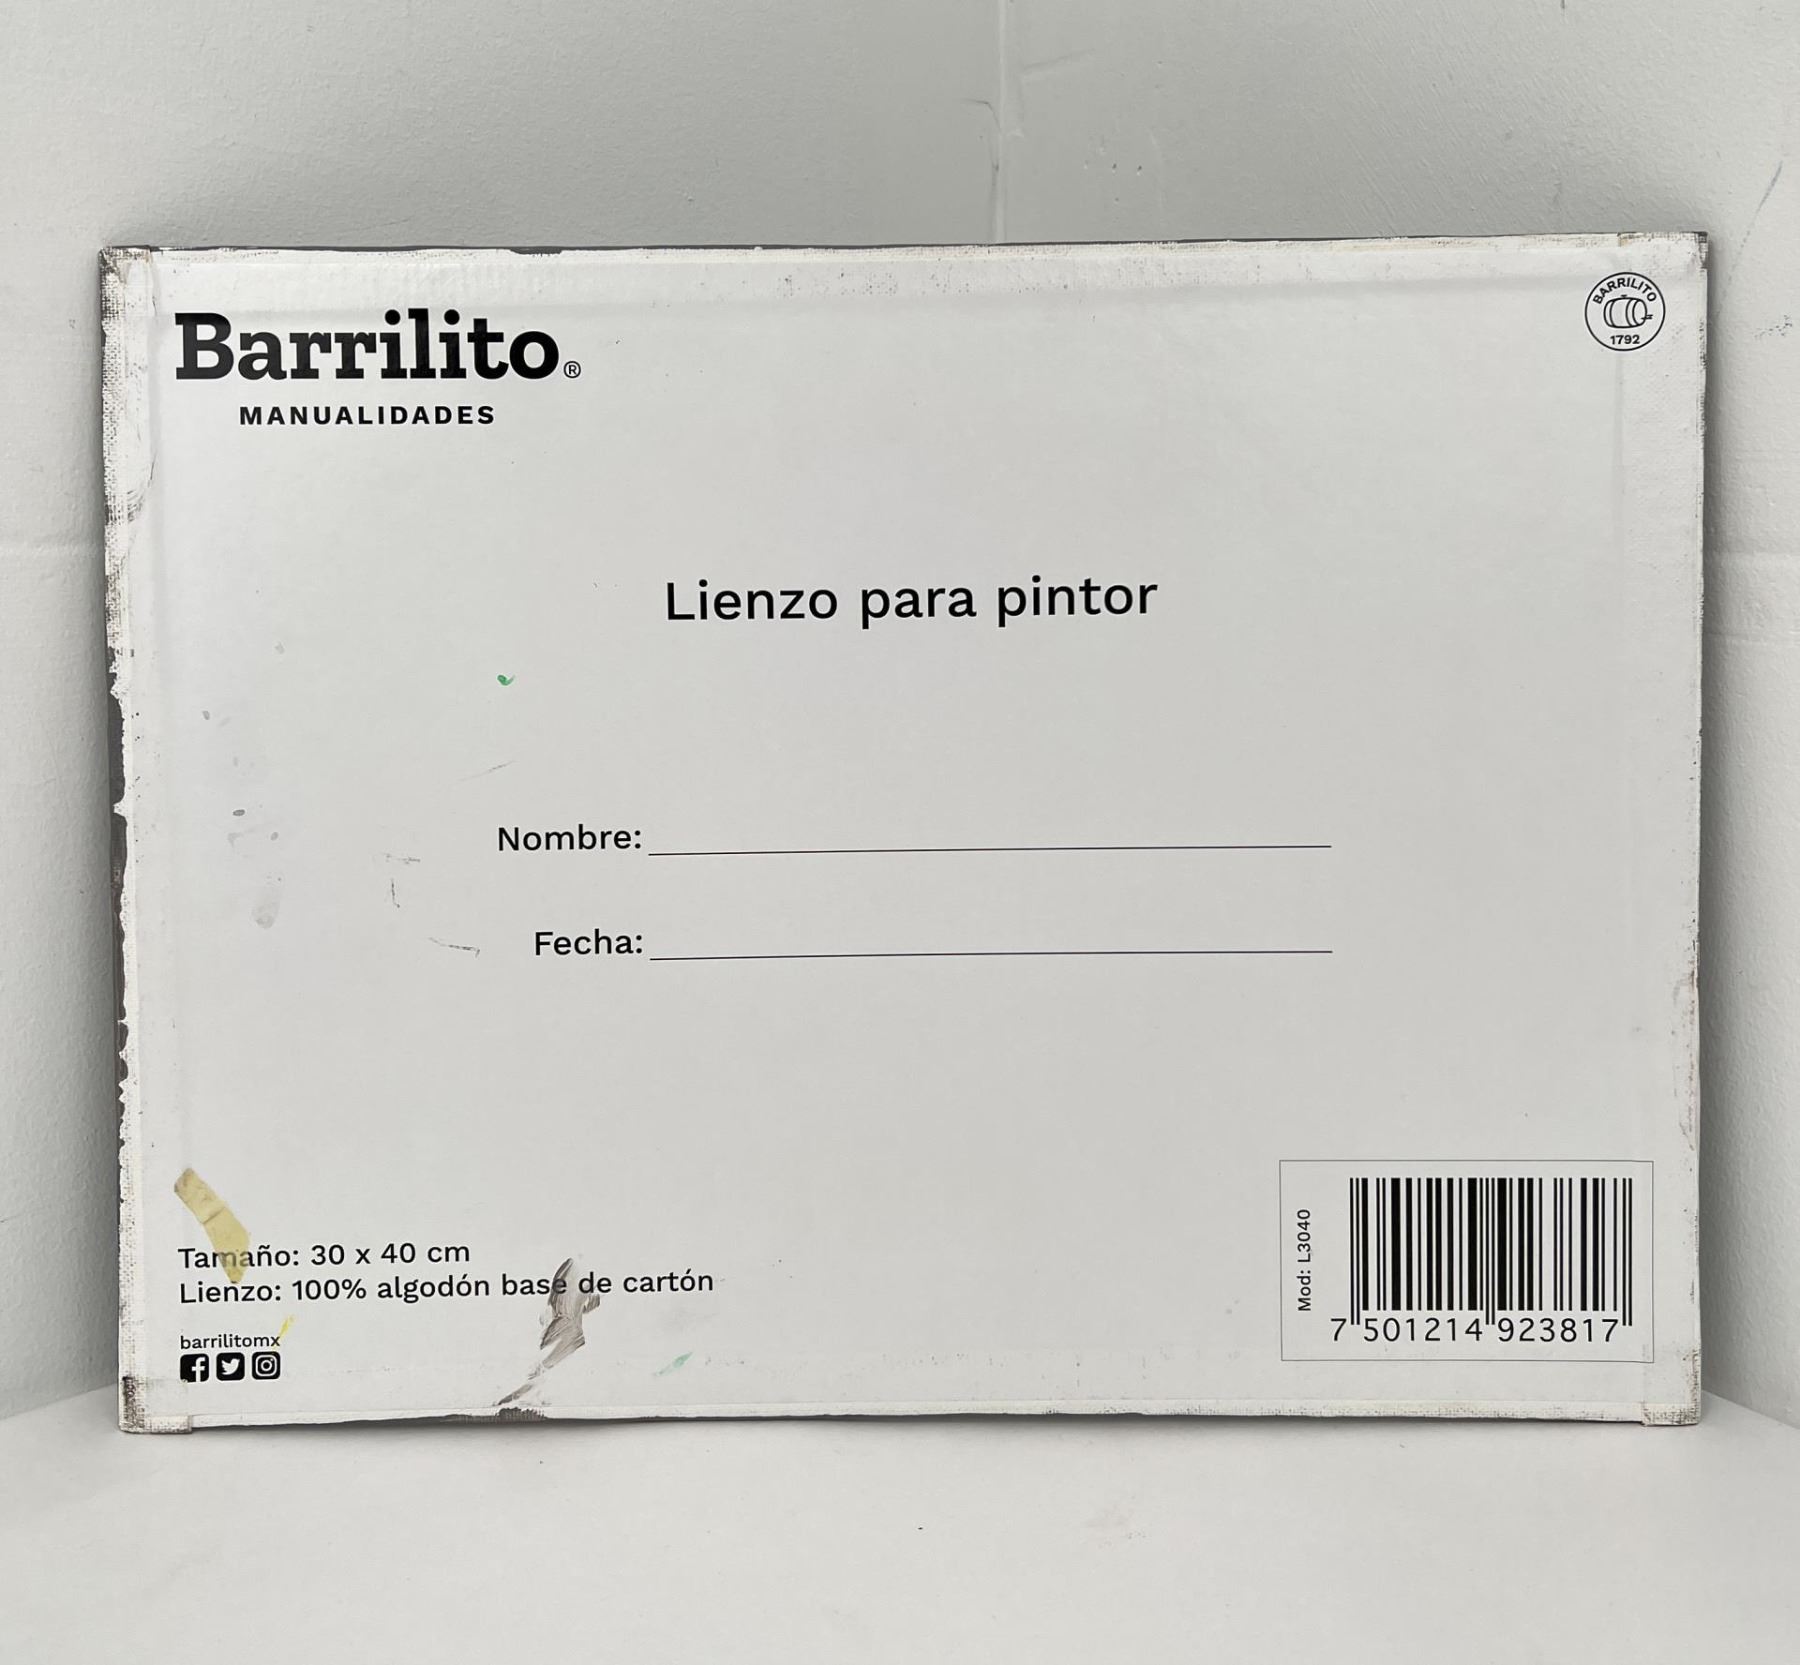 Barrilito®
MANUALIDADES
BARRILITO
1792
Lienzo para pintor
Nombre:
Fecha:
Tamaño: 30 x 40 cm
Lienzo: 100% algodón base de cartón
barrilitomx
Mod: L3040
7 501214 923817